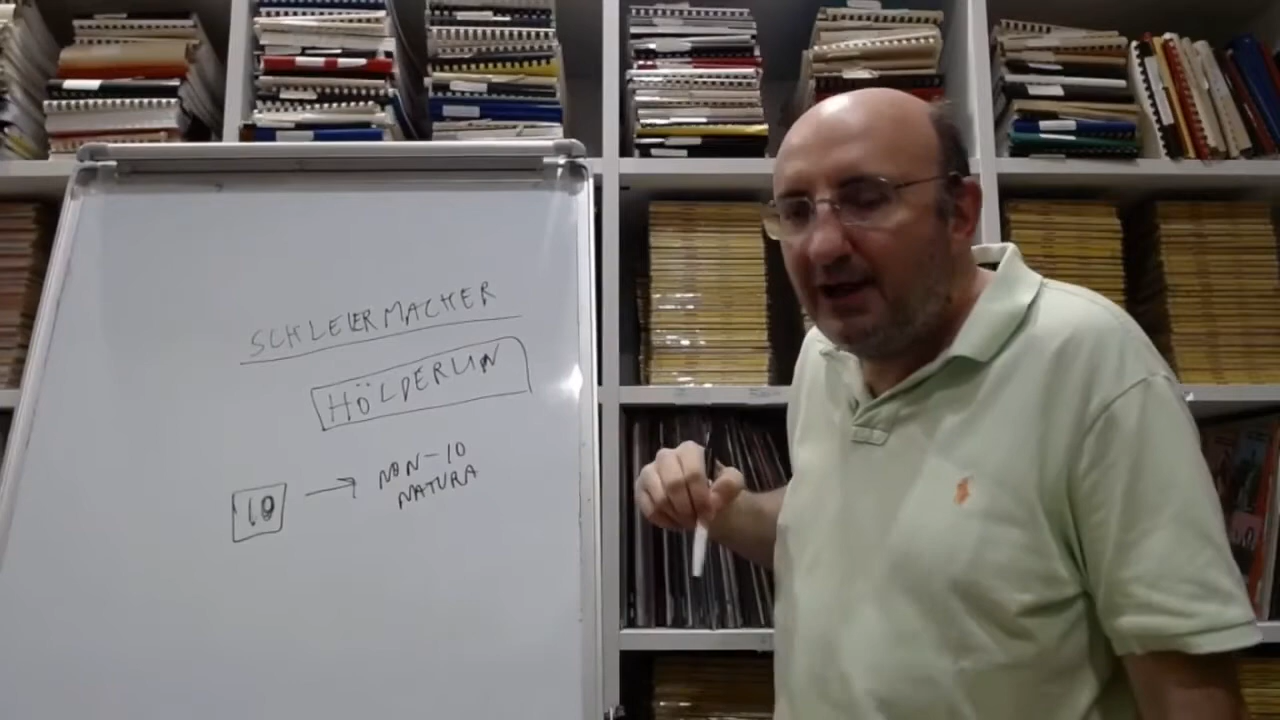 SCHLEIERMACHER
HÖLDERLIN
IO → NON-IO
NATURA